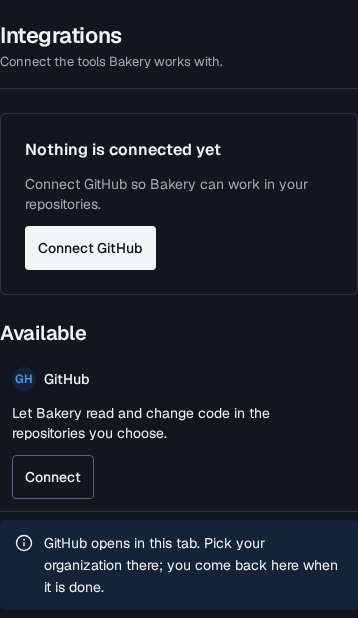 Integrations
Connect the tools Bakery works with.
Nothing is connected yet
Connect GitHub so Bakery can work in your
repositories.
Connect GitHub
Available
GH GitHub
Let Bakery read and change code in the
repositories you choose.
Connect
GitHub opens in this tab. Pick your
organization there; you come back here when
it is done.